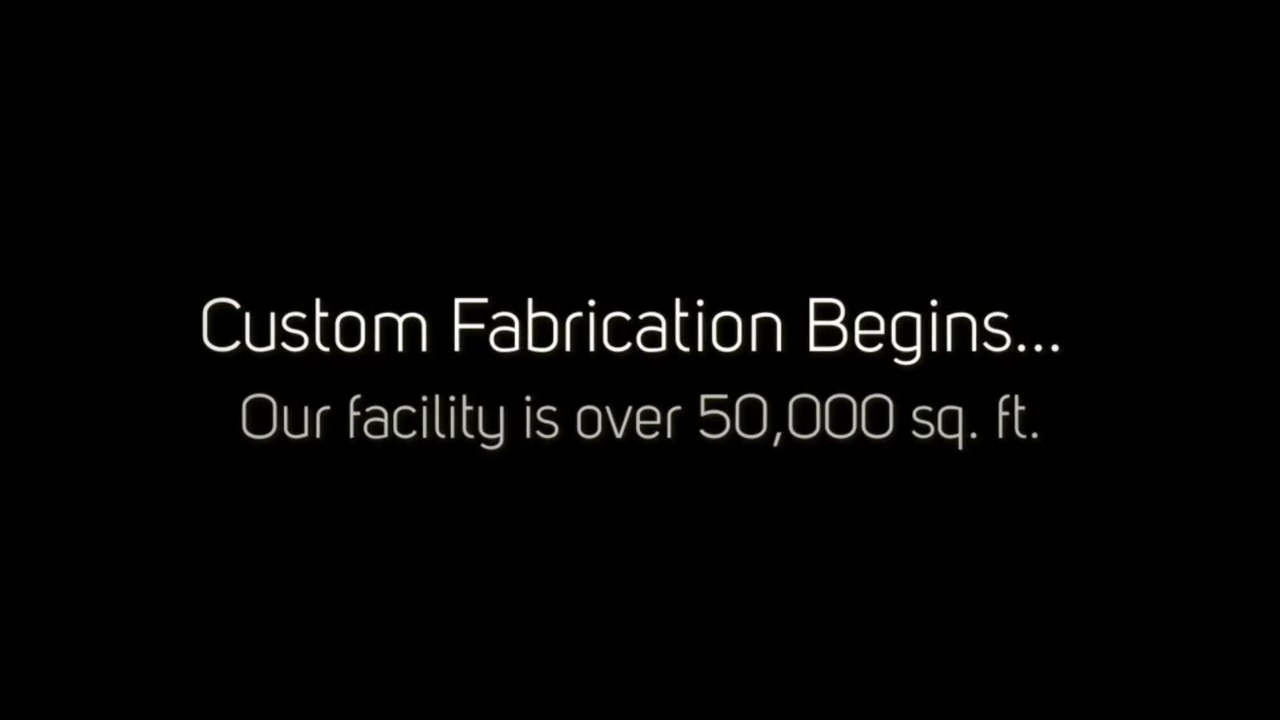 Custom Fabrication Begins...
Our facility is over 50,000 sq. ft.